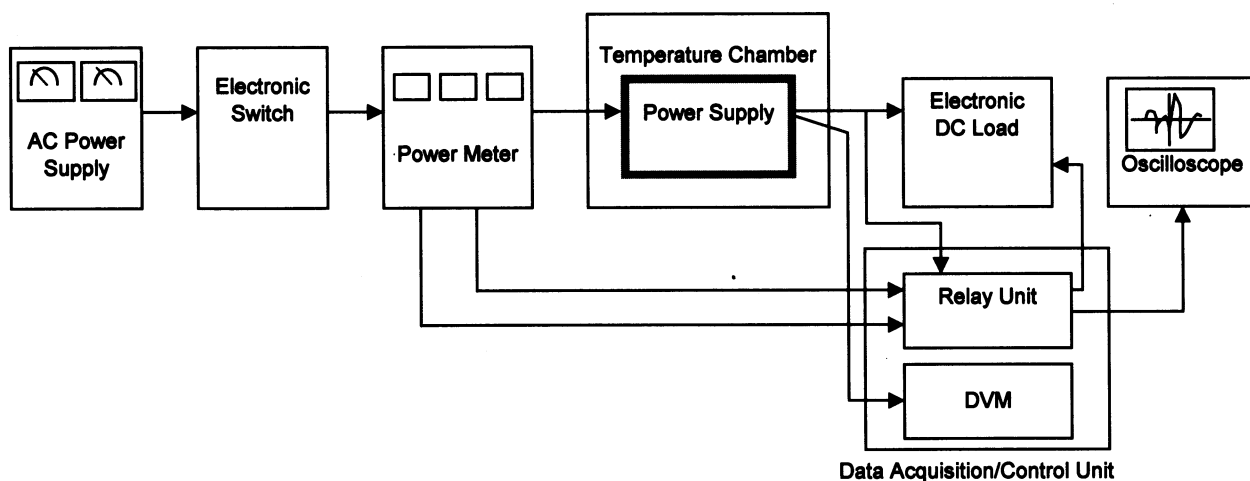 AC Power
Supply
Electronic
Switch
Power Meter
Temperature Chamber
Power Supply
Electronic
DC Load
Oscilloscope
Relay Unit
DVM
Data Acquisition/Control Unit